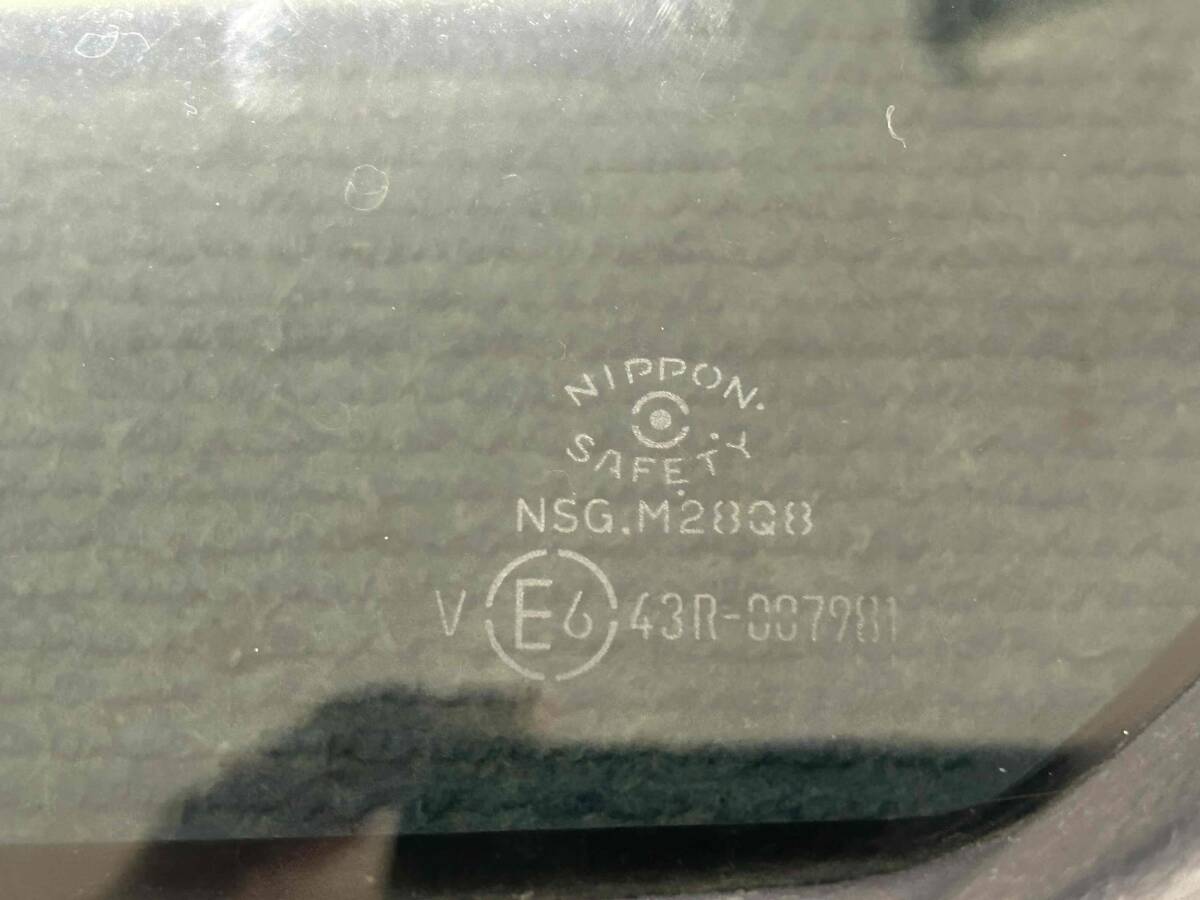 NIPPON.
SAFETY
NSG.M28Q8
V E6 43R-007981